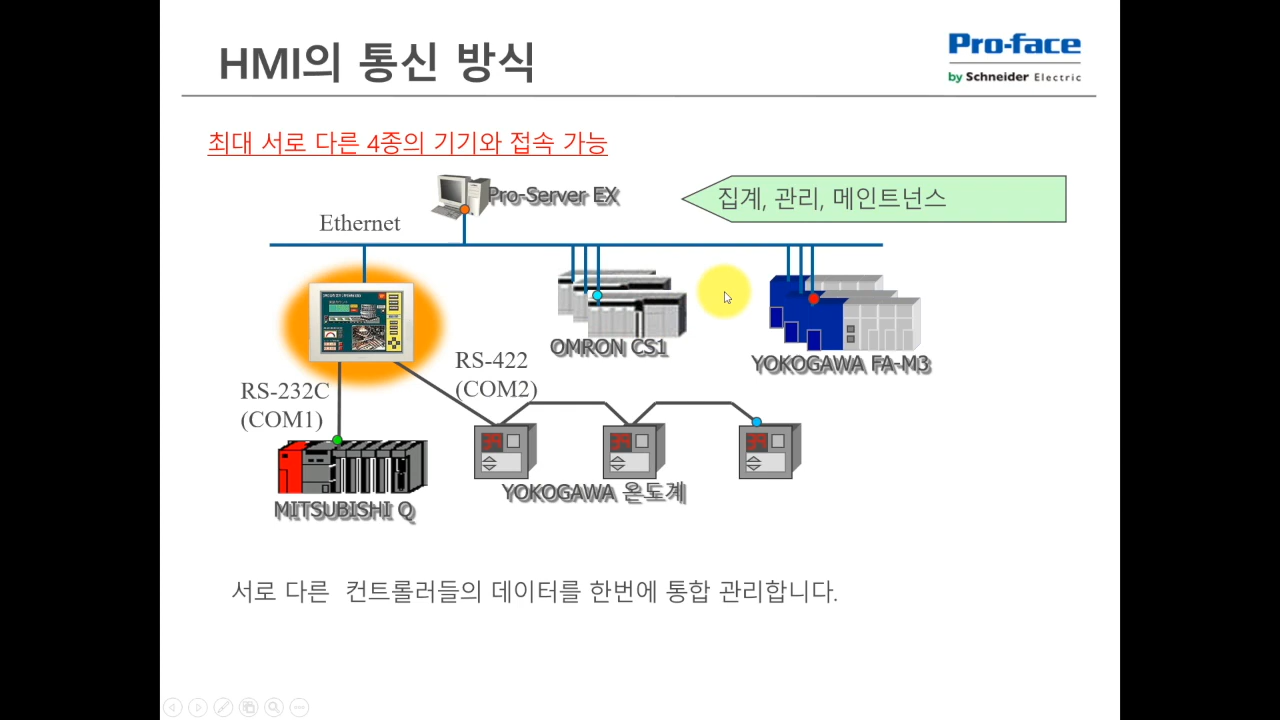 HMI의 통신 방식
Pro-face
by Schneider Electric
최대 서로 다른 4종의 기기와 접속 가능
Pro-Server EX
집계, 관리, 메인트넌스
Ethernet
OMRON CS1
YOKOGAWA FA-M3
RS-422
(COM2)
RS-232C
(COM1)
YOKOGAWA 온도계
MITSUBISHI Q
서로 다른 컨트롤러들의 데이터를 한번에 통합 관리합니다.